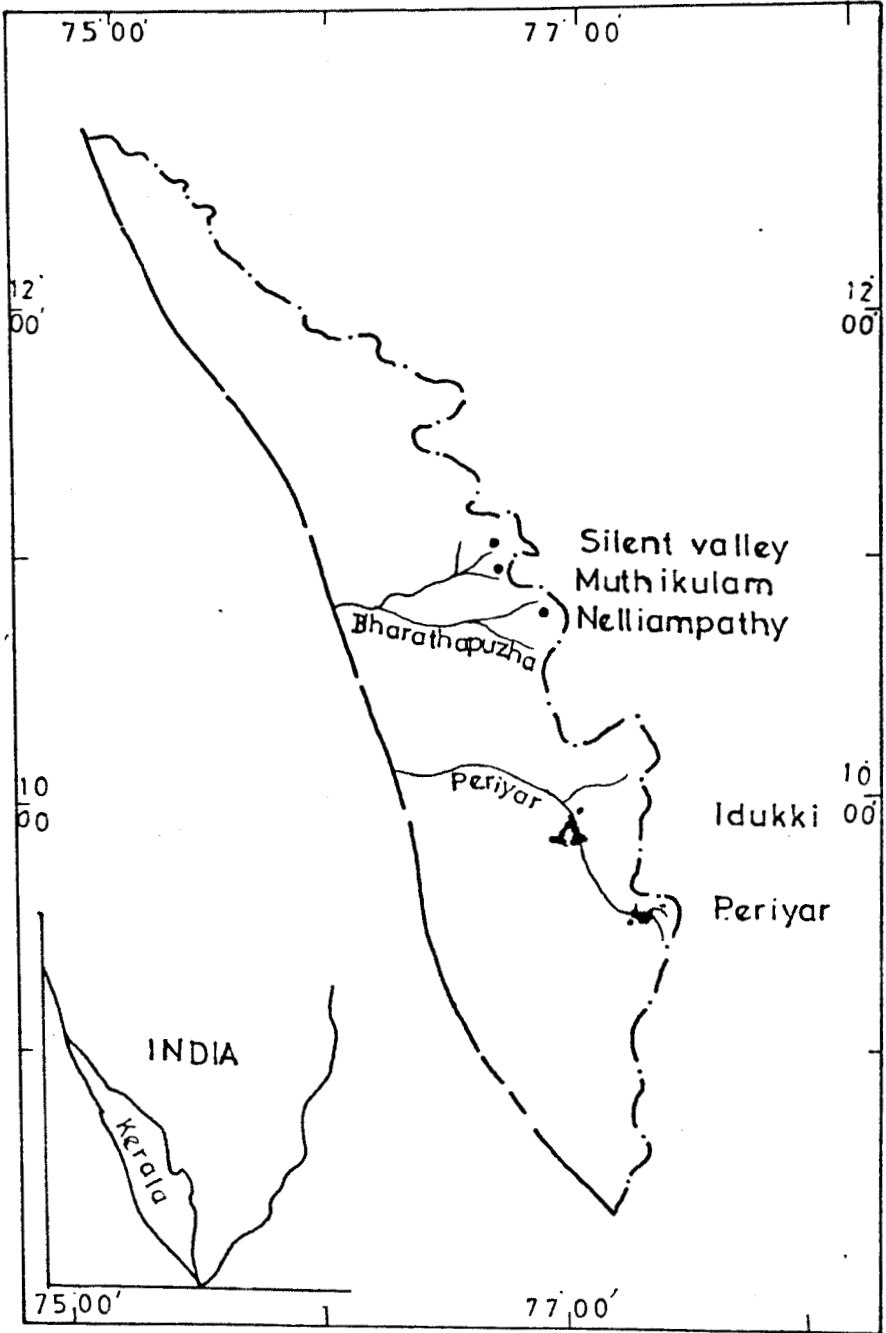 75°00'
77°00'
12°
00'
12°
00'
Silent valley
Muthikulam
Nelliampathy
Bharathapuzha
Periyar
10
00
10°
00'
Idukki
Periyar
INDIA
Kerala
75°00'
77°00'